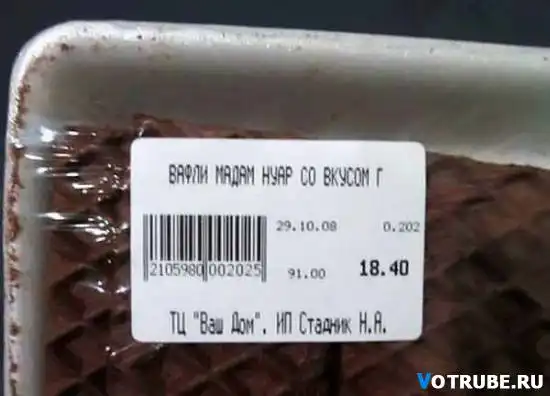 ВАФЛИ МАДАМ НУАР СО ВКУСОМ Г
29.10.08 0.202
2105980 002025
91.00 18.40
ТЦ "Ваш Дом". ИП Стадник Н.А.
VOTRUBE.RU